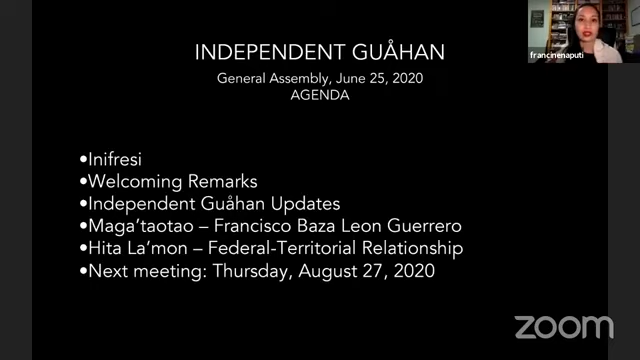 francinenaputi
INDEPENDENT GUÅHAN
General Assembly, June 25, 2020
AGENDA
•Inifresi
•Welcoming Remarks
•Independent Guåhan Updates
•Maga’taotao – Francisco Baza Leon Guerrero
•Hita La’mon – Federal-Territorial Relationship
•Next meeting: Thursday, August 27, 2020
zoom